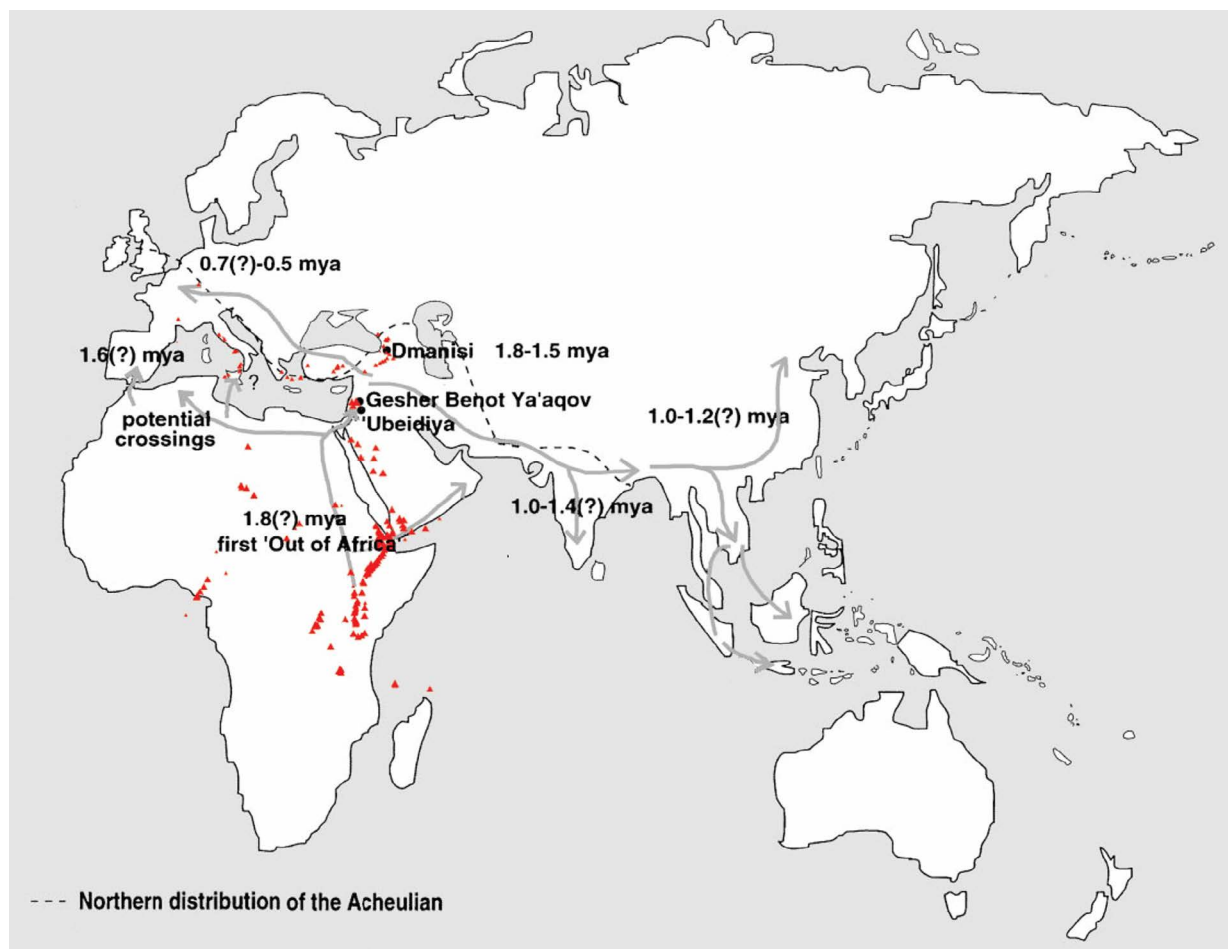 0.7(?)-0.5 mya
1.6(?) mya
Dmanisi 1.8-1.5 mya
?
Gesher Benot Ya'aqov
'Ubeidiya
potential
crossings
1.0-1.2(?) mya
1.0-1.4(?) mya
1.8(?) mya
first 'Out of Africa'
--- Northern distribution of the Acheulian